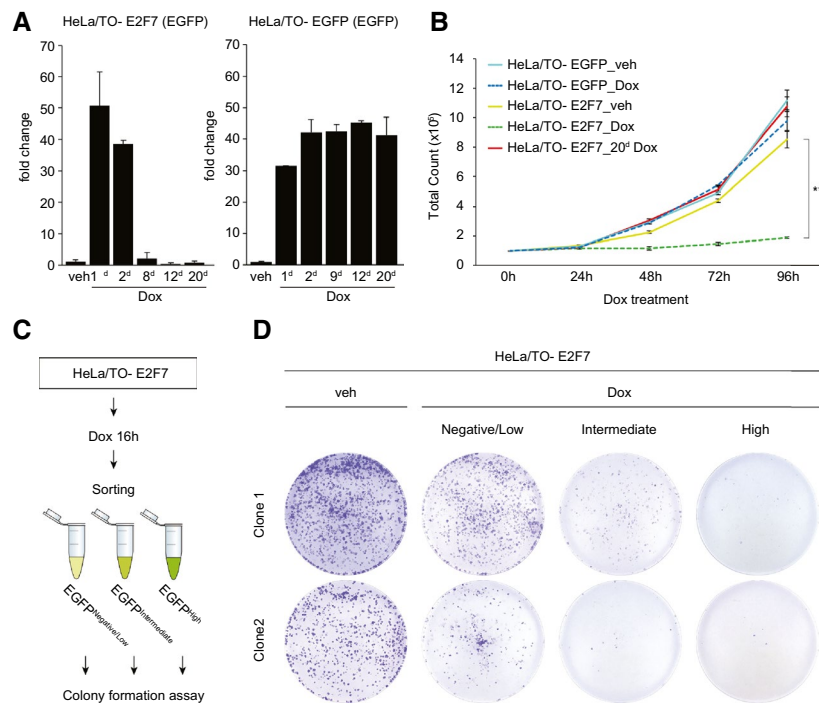 A
HeLa/TO- E2F7 (EGFP)
HeLa/TO- EGFP (EGFP)
fold change
70
60
50
40
30
20
10
0
veh 1d 2d 8d 12d 20d
Dox
fold change
70
60
50
40
30
20
10
0
veh 1d 2d 9d 12d 20d
Dox
B
HeLa/TO- EGFP_veh
HeLa/TO- EGFP_Dox
HeLa/TO- E2F7_veh
HeLa/TO- E2F7_Dox
HeLa/TO- E2F7_20d Dox
Total Count (x10⁵)
14
12
10
8
6
4
2
0
0h 24h 48h 72h 96h
Dox treatment
**
C
HeLa/TO- E2F7
Dox 16h
Sorting
EGFPNegative/Low
EGFPIntermediate
EGFPHigh
Colony formation assay
D
HeLa/TO- E2F7
veh Dox
Negative/Low Intermediate High
Clone 1
Clone2